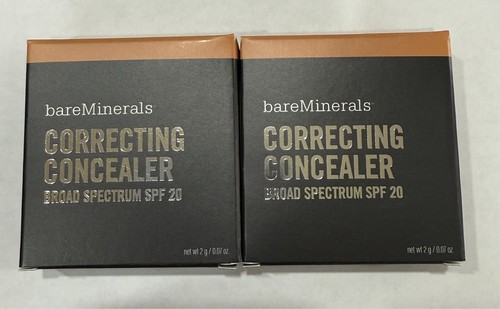 bareMinerals
CORRECTING
CONCEALER
BROAD SPECTRUM SPF 20
net wt 2 g / 0.07 oz.
bareMinerals
CORRECTING
CONCEALER
BROAD SPECTRUM SPF 20
net wt 2 g / 0.07 oz.